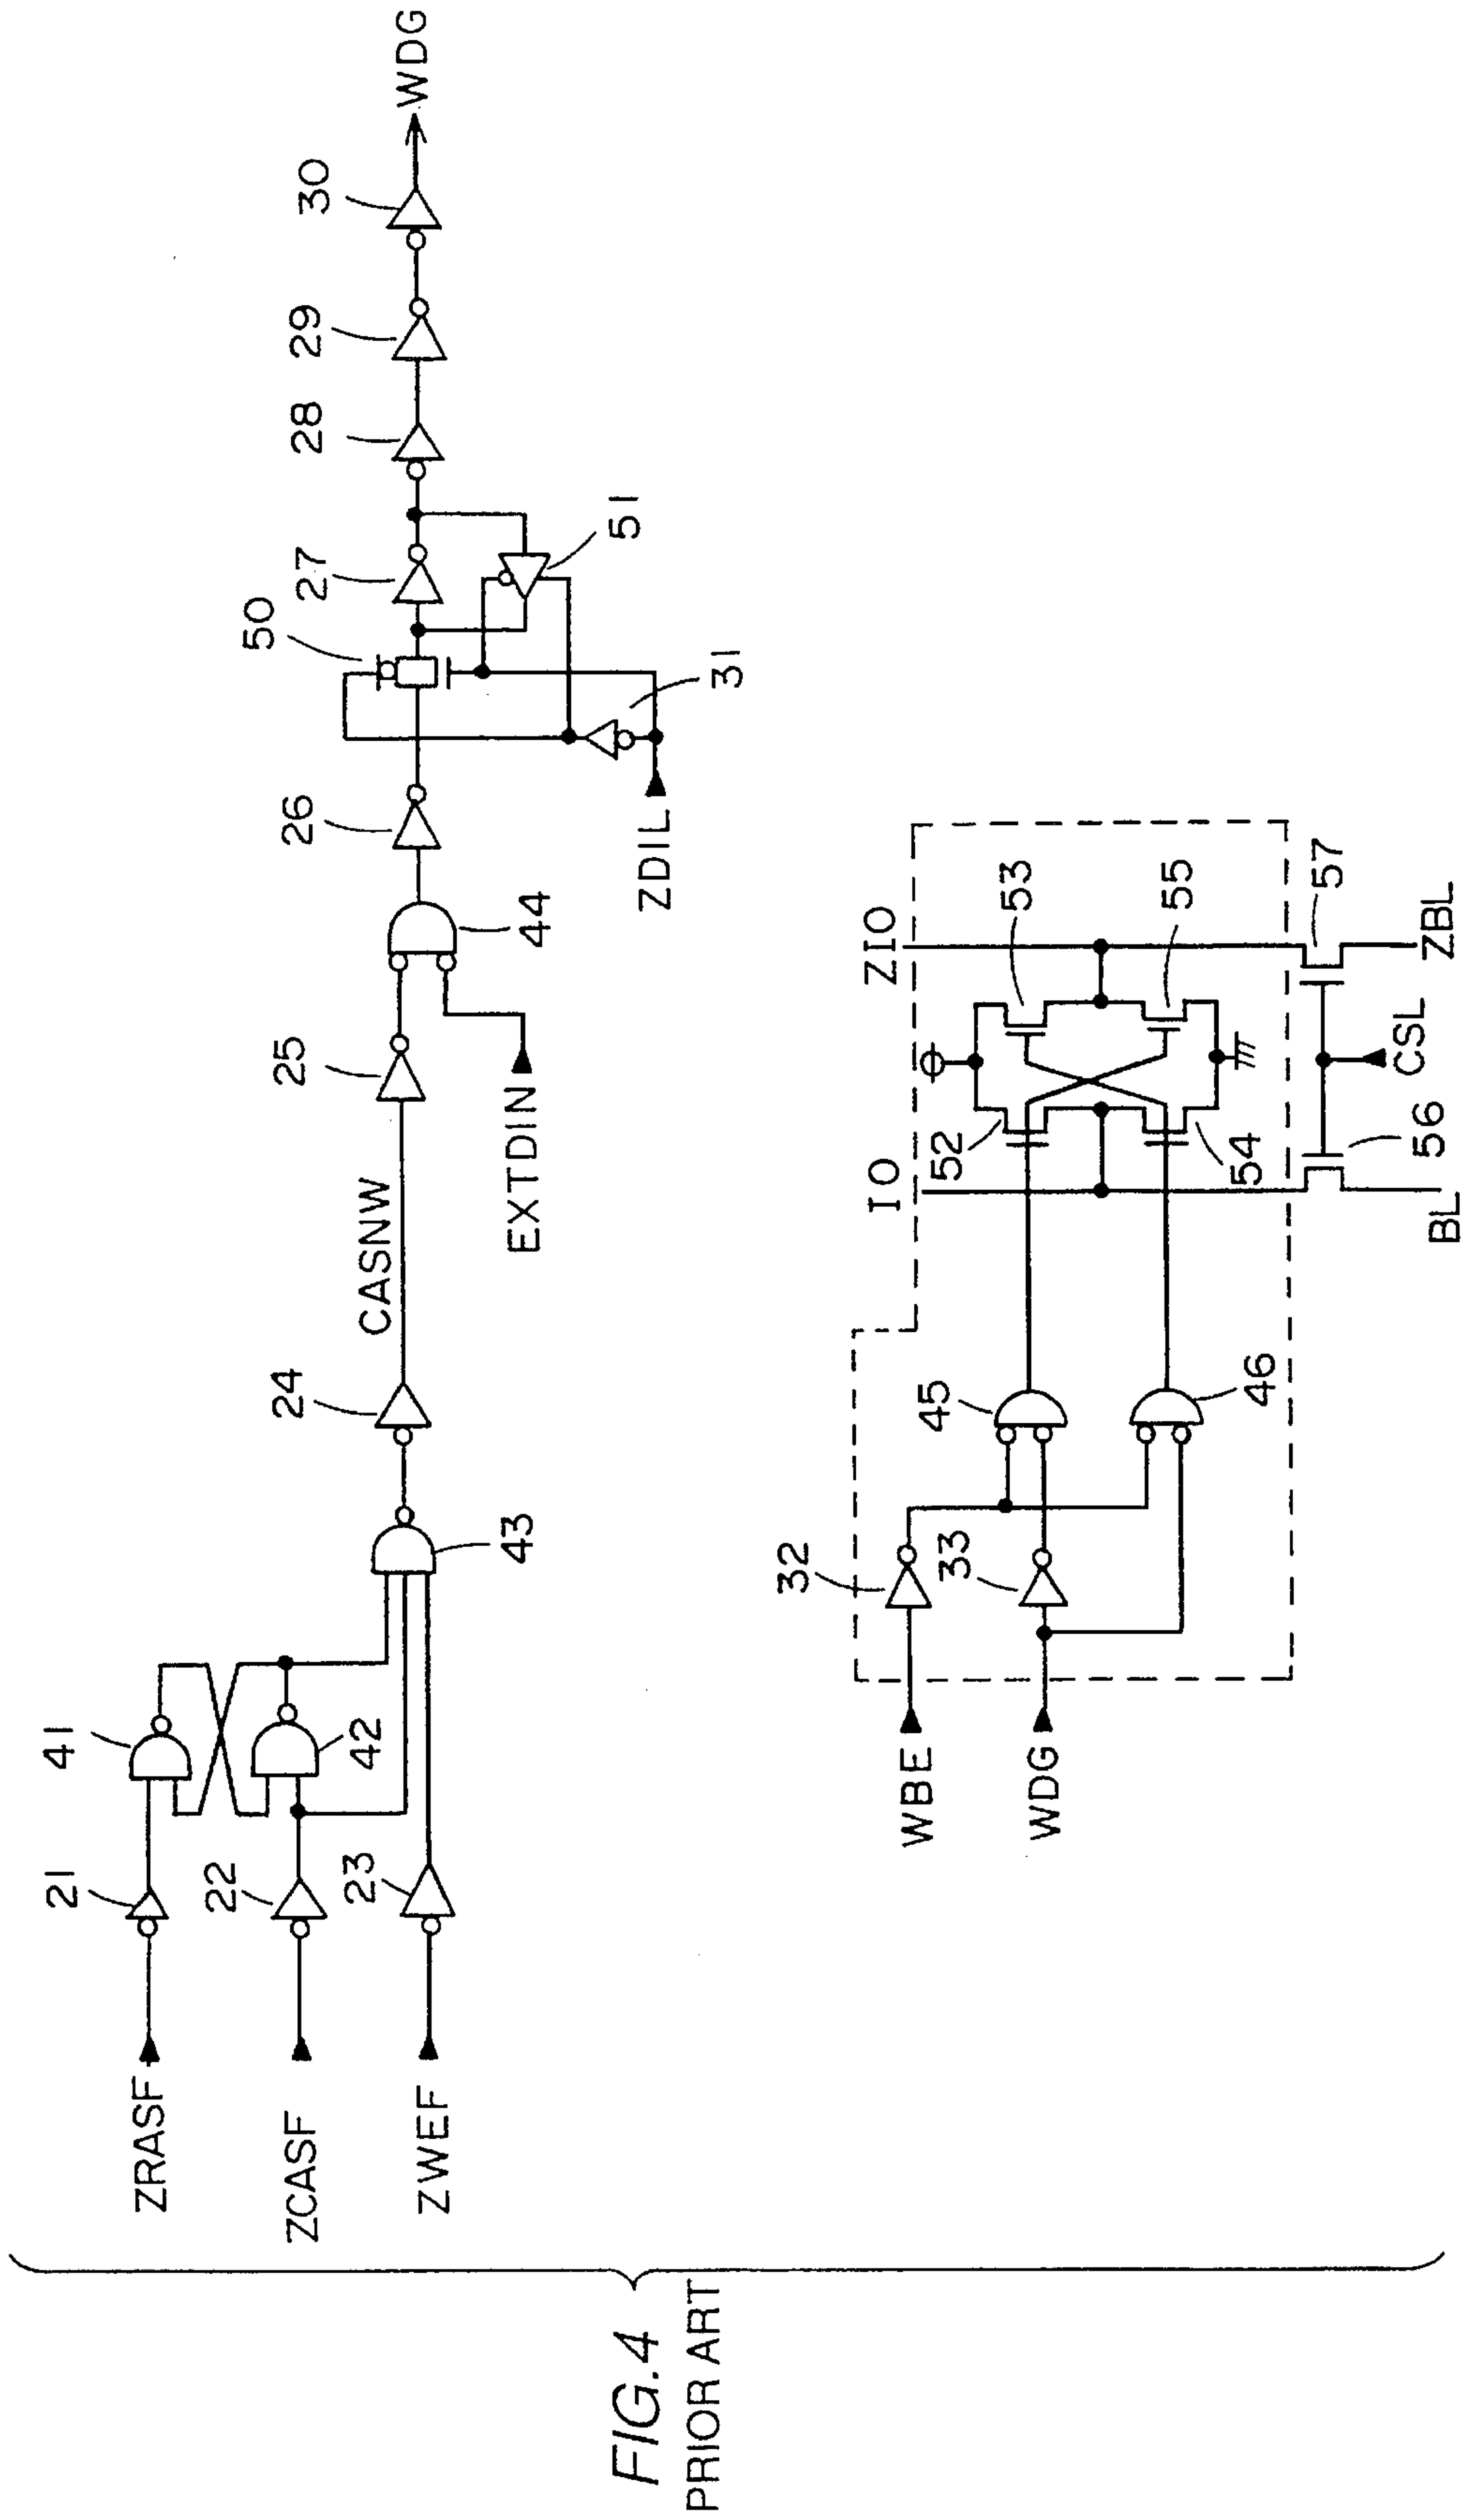 FIG.4
PRIOR ART
ZRASF
21
41
ZCASF
22
42
ZWEF
23
43
24
CASNW
25
EXTDIN
44
26
ZDIL
31
50
27
51
28
29
30
WDG
WBE
32
WDG
33
45
46
IO
ZIO
52
53
54
55
56
57
BL
CSL
ZBL